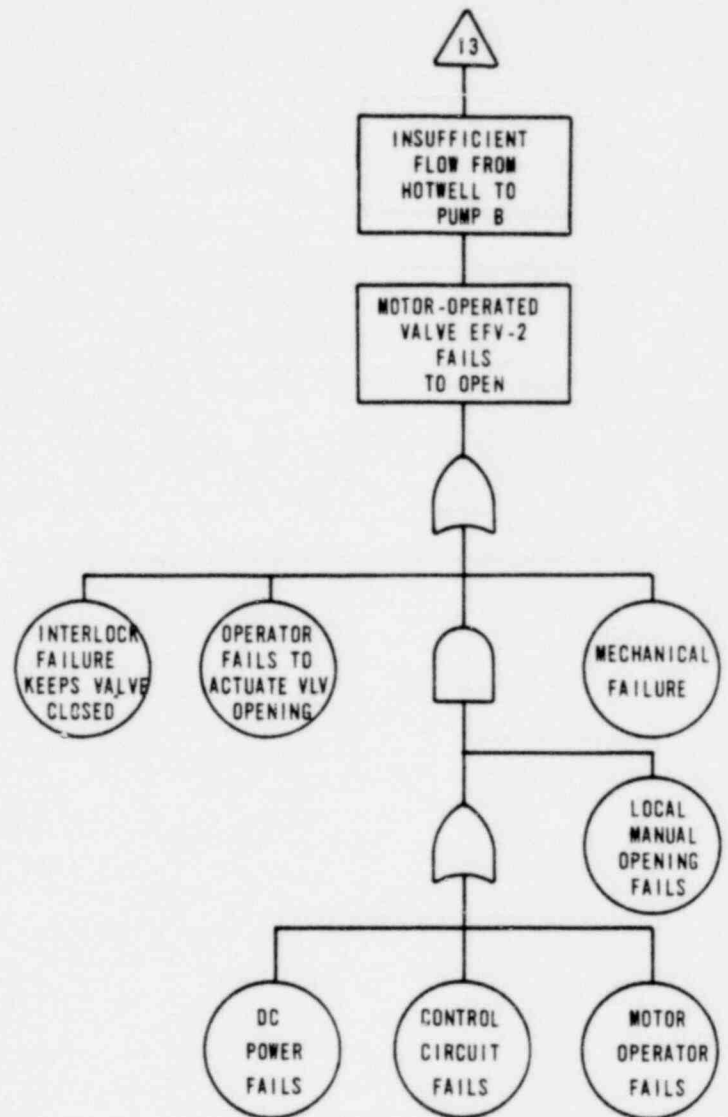 13
INSUFFICIENT
FLOW FROM
HOTWELL TO
PUMP B
MOTOR-OPERATED
VALVE EFV-2
FAILS
TO OPEN
INTERLOCK
FAILURE
KEEPS VALVE
CLOSED
OPERATOR
FAILS TO
ACTUATE VLV
OPENING
MECHANICAL
FAILURE
LOCAL
MANUAL
OPENING
FAILS
DC
POWER
FAILS
CONTROL
CIRCUIT
FAILS
MOTOR
OPERATOR
FAILS